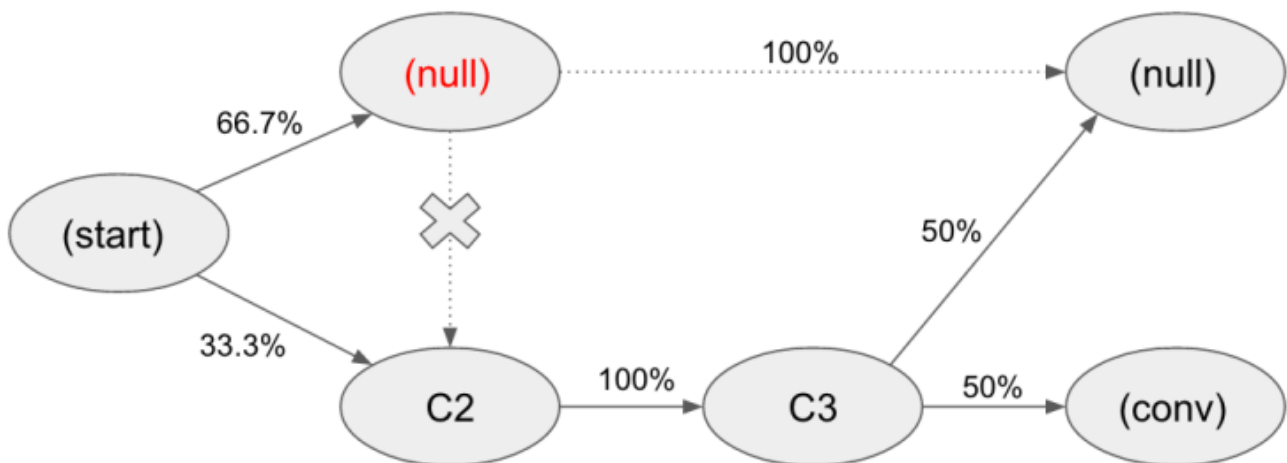 (null)
100%
(null)
66.7%
(start)
50%
33.3%
C2
100%
C3
50%
(conv)